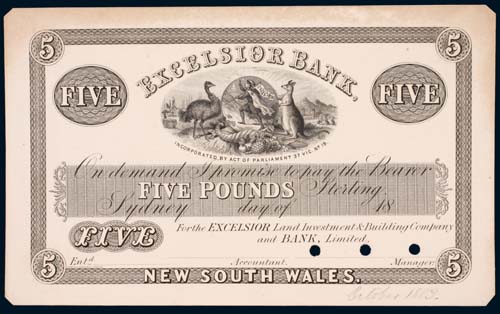 5 5
EXCELSIOR BANK,
FIVE FIVE
INCORPORATED, BY ACT OF PARLIAMENT 37 VIC. Nº 19.
On demand I promise to pay the Bearer
FIVE POUNDS Sterling.
Sydney day of 18
FIVE For the EXCELSIOR Land Investment & Building Company
and BANK, Limited.
Entd. Accountant. Manager.
5 5
NEW SOUTH WALES.
October 1883.